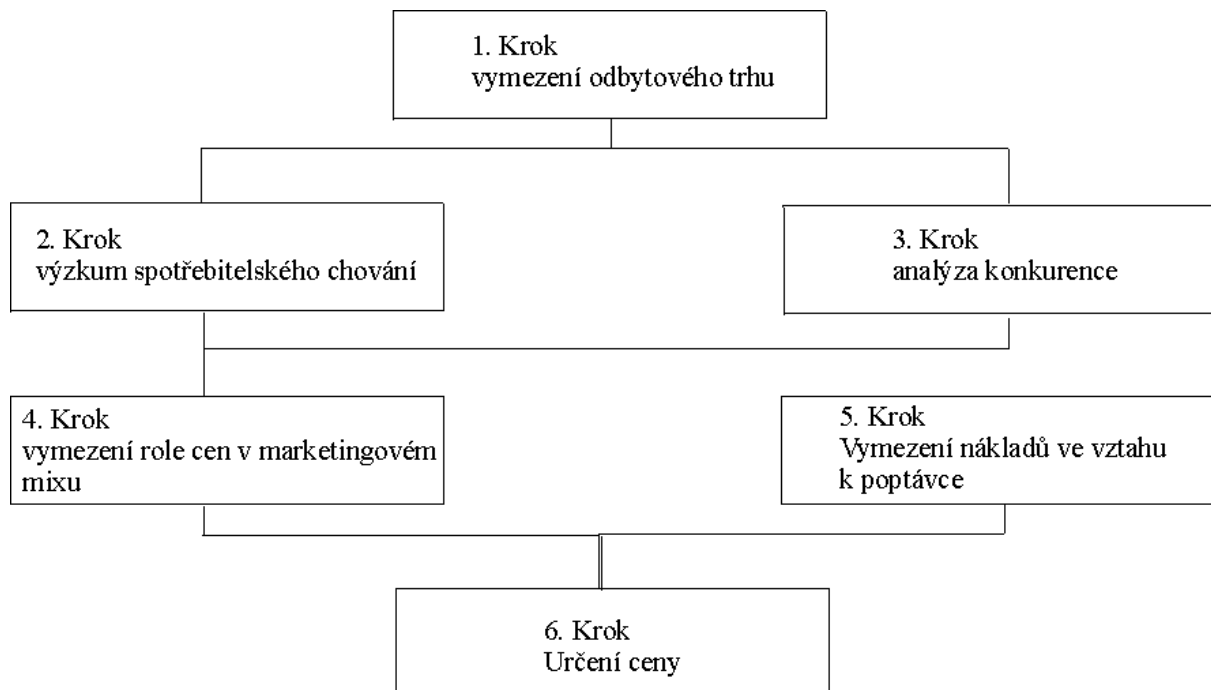 1. Krok
vymezení odbytového trhu
2. Krok
výzkum spotřebitelského chování
3. Krok
analýza konkurence
4. Krok
vymezení role cen v marketingovém
mixu
5. Krok
Vymezení nákladů ve vztahu
k poptávce
6. Krok
Určení ceny